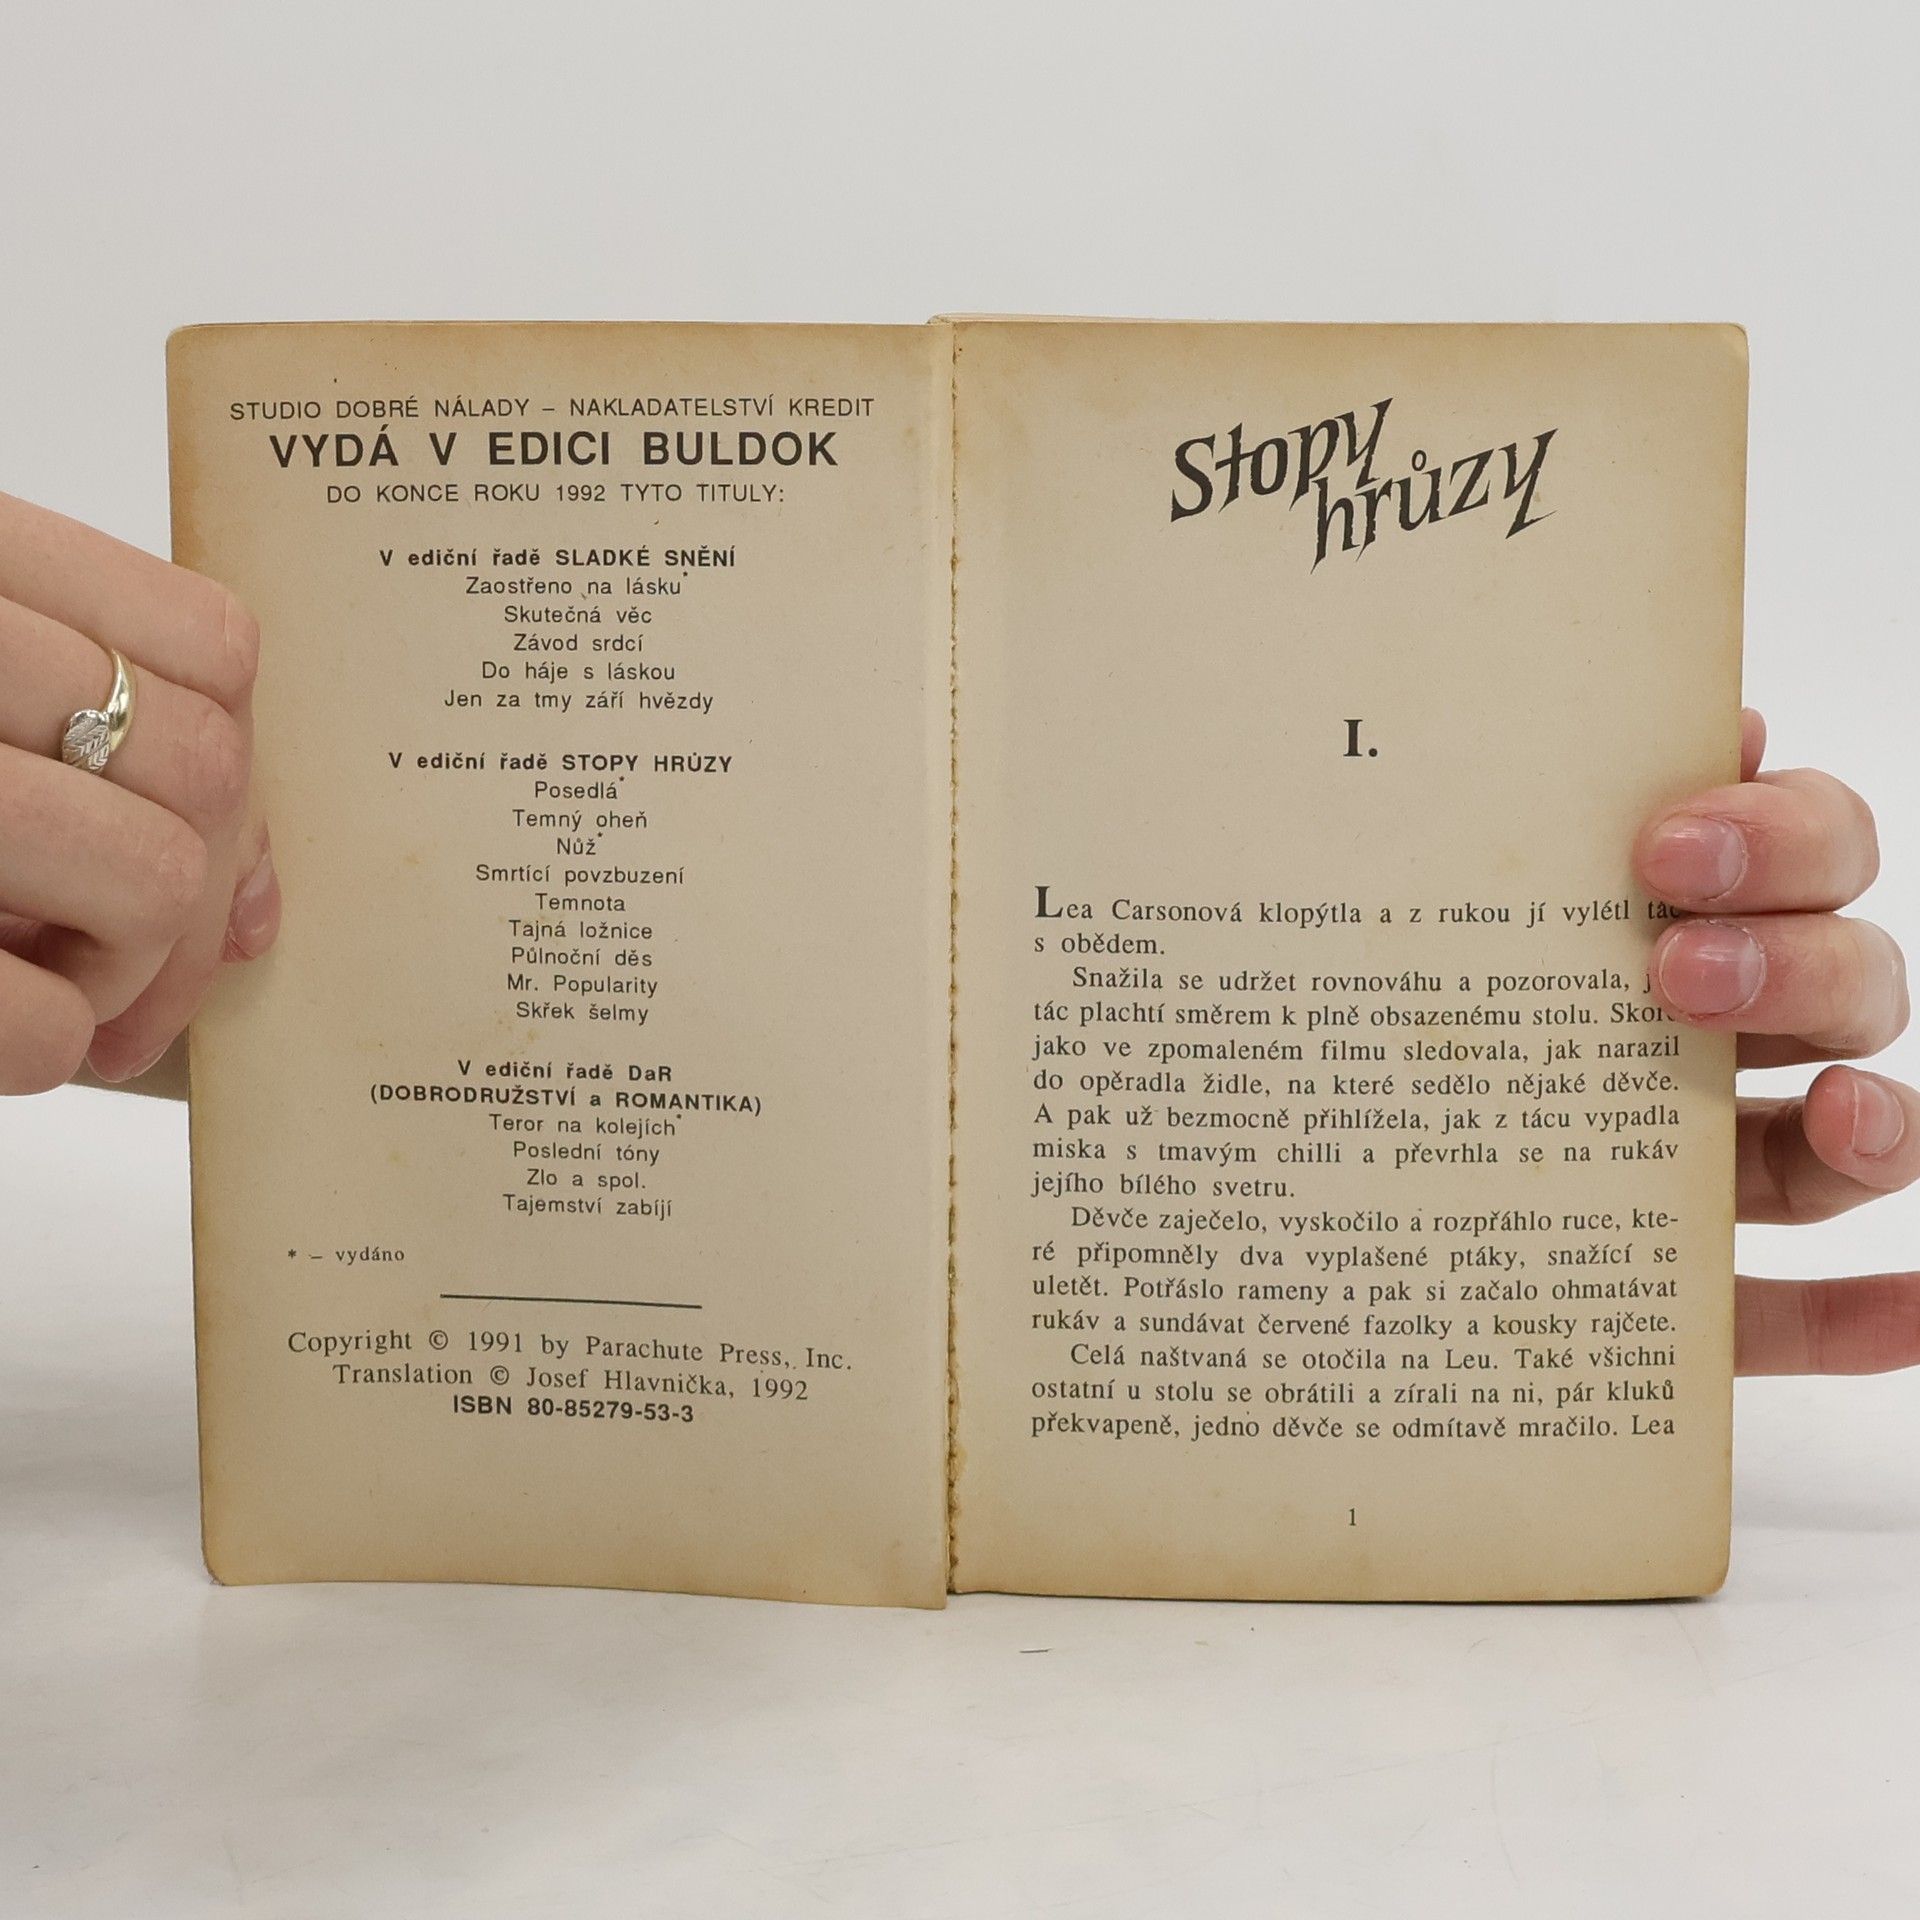 STUDIO DOBRÉ NÁLADY – NAKLADATELSTVÍ KREDIT
VYDÁ V EDICI BULDOK
DO KONCE ROKU 1992 TYTO TITULY:
V ediční řadě SLADKÉ SNĚNÍ
Zaostřeno na lásku*
Skutečná věc
Závod srdcí
Do háje s láskou
Jen za tmy září hvězdy
V ediční řadě STOPY HRŮZY
Posedlá*
Temný oheň
Nůž*
Smrtící povzbuzení
Temnota
Tajná ložnice
Půlnoční děs
Mr. Popularity
Skřek šelmy
V ediční řadě DaR
(DOBRODRUŽSTVÍ a ROMANTIKA)
Teror na kolejích*
Poslední tóny
Zlo a spol.
Tajemství zabíjí
* – vydáno
Copyright © 1991 by Parachute Press, Inc.
Translation © Josef Hlavnička, 1992
ISBN 80-85279-53-3
Stopy
hrůzy
I.
Lea Carsonová klopýtla a z rukou jí vylétl tác
s obědem.
Snažila se udržet rovnováhu a pozorovala,
tác plachtí směrem k plně obsazenému stolu.
jako ve zpomaleném filmu sledovala, jak narazil
do opěradla židle, na které sedělo nějaké děvče.
A pak už bezmocně přihlížela, jak z tácu vypadla
miska s tmavým chilli a převrhla se na rukáv
jejího bílého svetru.
Děvče zaječelo, vyskočilo a rozpřáhlo ruce, kte-
ré připomněly dva vyplašené ptáky, snažící se
uletět. Potřáslo rameny a pak si začalo ohmatávat
rukáv a sundávat červené fazolky a kousky rajčete.
Celá naštvaná se otočila na Leu. Také všichni
ostatní u stolu se obrátili a zírali na ni, pár kluků
překvapeně, jedno děvče se odmítavě mračilo. Lea
1